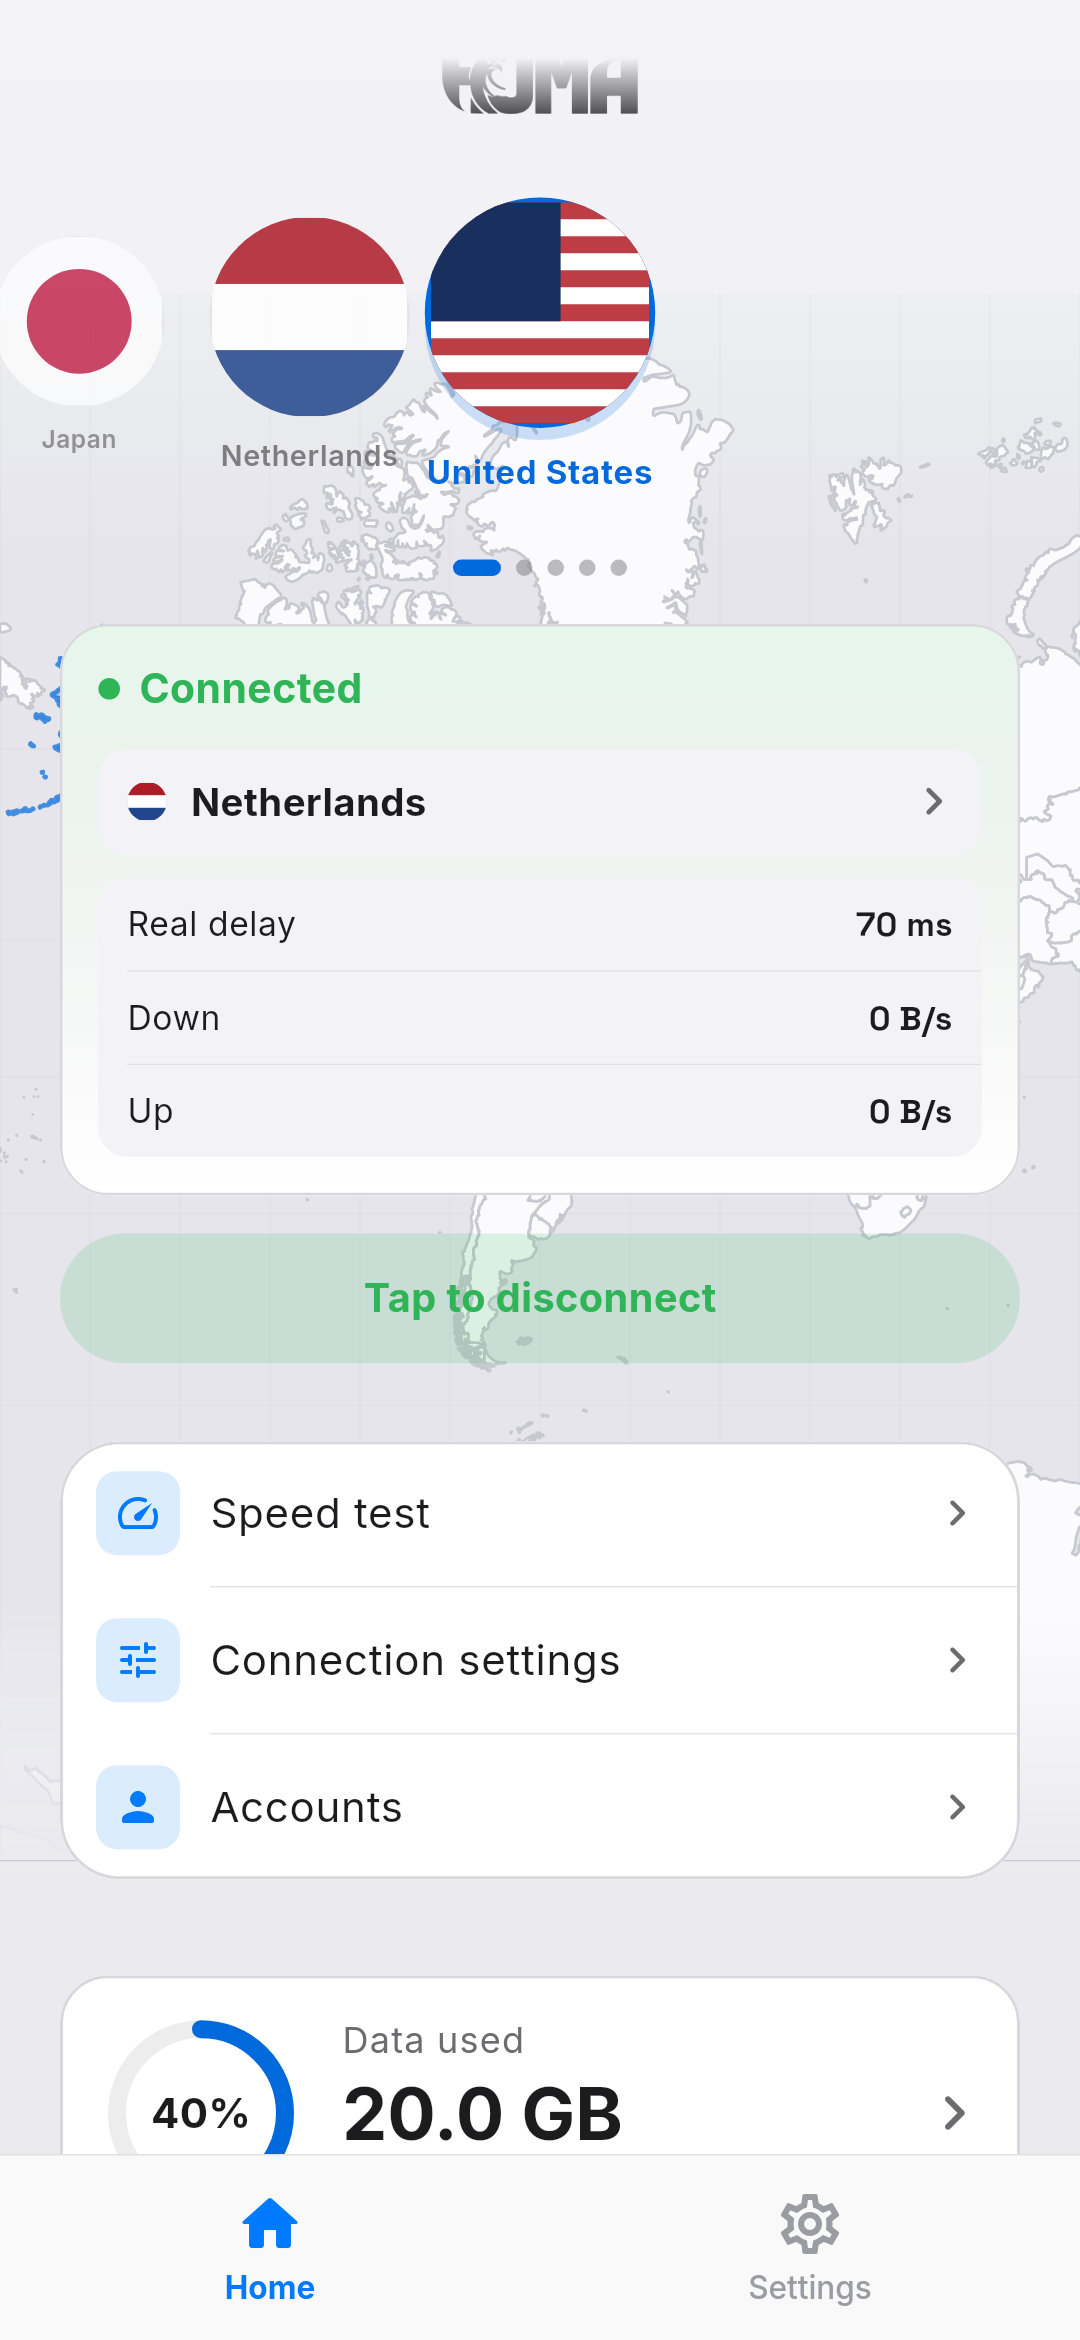 HUMA
Japan
Netherlands
United States
Connected
Netherlands
Real delay
70 ms
Down
0 B/s
Up
0 B/s
Tap to disconnect
Speed test
Connection settings
Accounts
40%
Data used
20.0 GB
Home
Settings